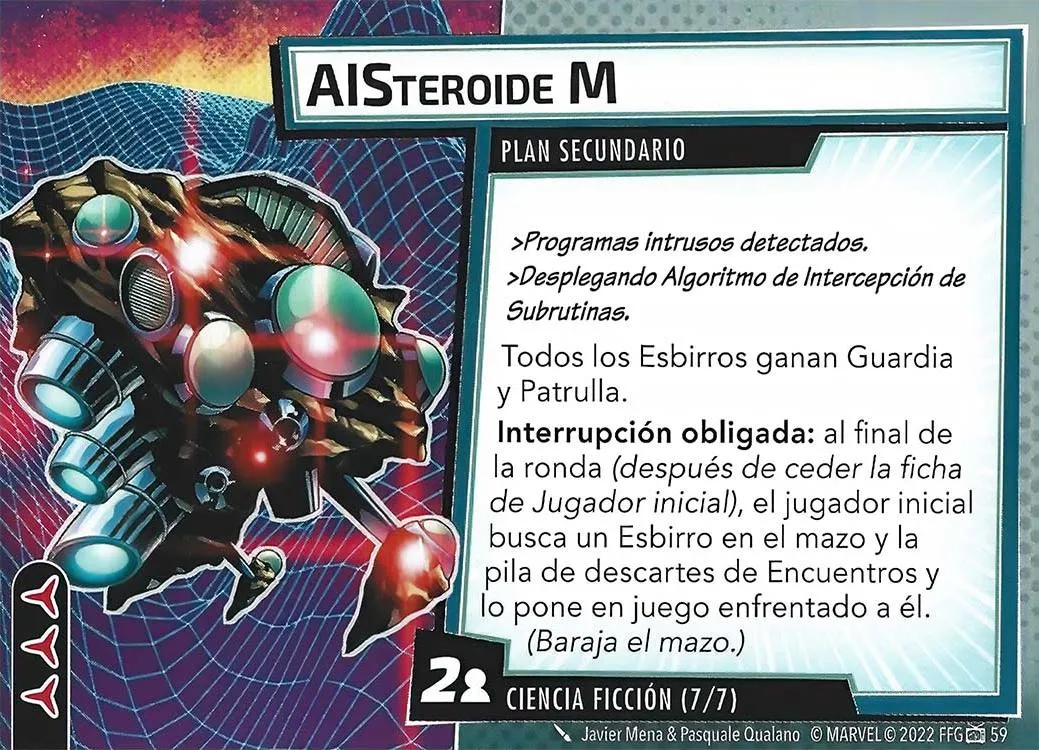 AISTEROIDE M
PLAN SECUNDARIO
>Programas intrusos detectados.
>Desplegando Algoritmo de Intercepción de
Subrutinas.
Todos los Esbirros ganan Guardia
y Patrulla.
Interrupción obligada: al final de
la ronda (después de ceder la ficha
de Jugador inicial), el jugador inicial
busca un Esbirro en el mazo y la
pila de descartes de Encuentros y
lo pone en juego enfrentado a él.
(Baraja el mazo.)
2
CIENCIA FICCIÓN (7/7)
Javier Mena & Pasquale Qualano © MARVEL © 2022 FFG 59